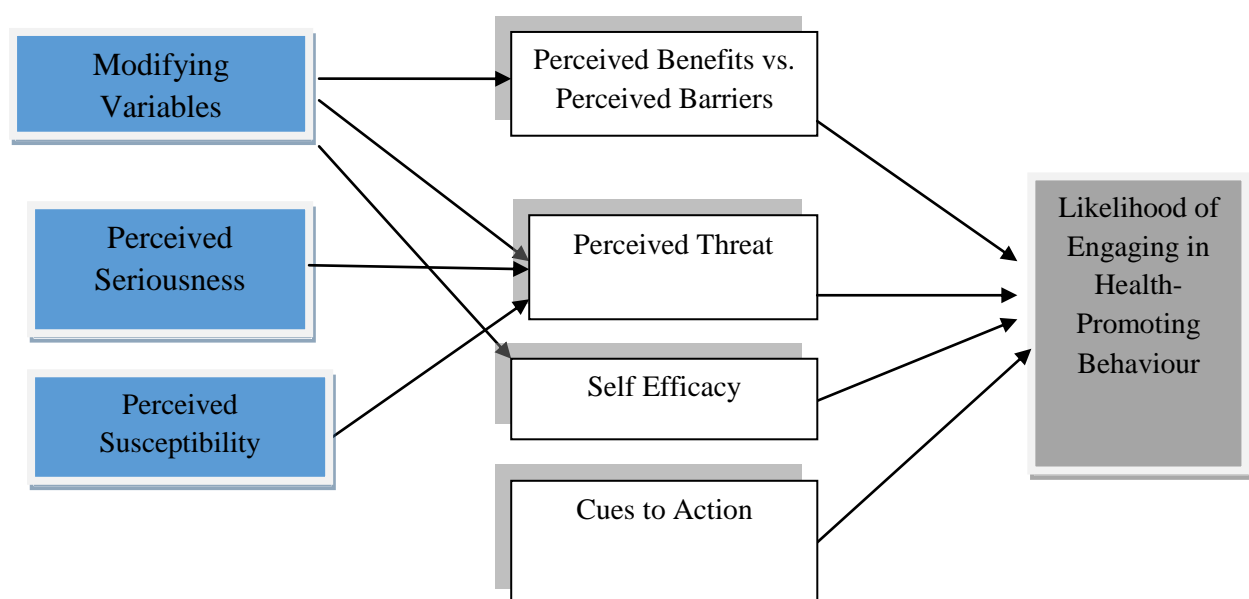 Modifying
Variables
Perceived
Seriousness
Perceived
Susceptibility
Perceived Benefits vs.
Perceived Barriers
Perceived Threat
Self Efficacy
Cues to Action
Likelihood of
Engaging in
Health-
Promoting
Behaviour